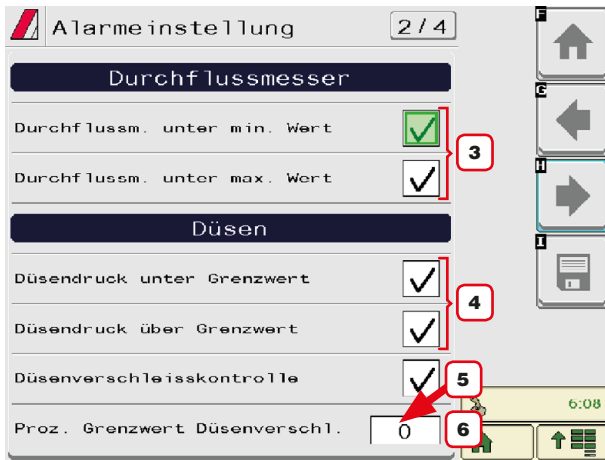 Alarmeinstellung 2/4
Durchflussmesser
Durchflussm. unter min. Wert
Durchflussm. unter max. Wert
3
Düsen
Düsendruck unter Grenzwert
Düsendruck über Grenzwert
4
Düsenverschleisskontrolle
5
Proz. Grenzwert Düsenverschl. 0
6
F
G
H
I
6:08